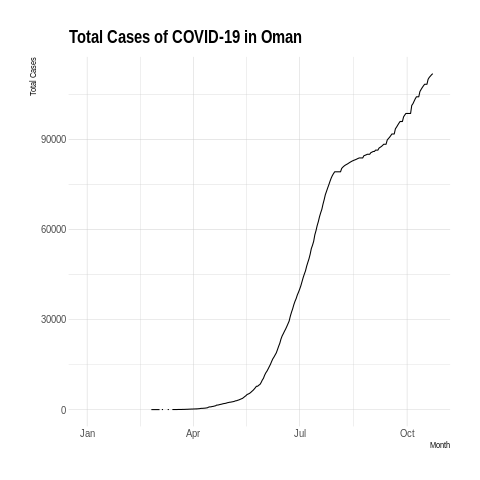 Total Cases of COVID-19 in Oman
Total Cases
90000
60000
30000
0
Jan Apr Jul Oct
Month